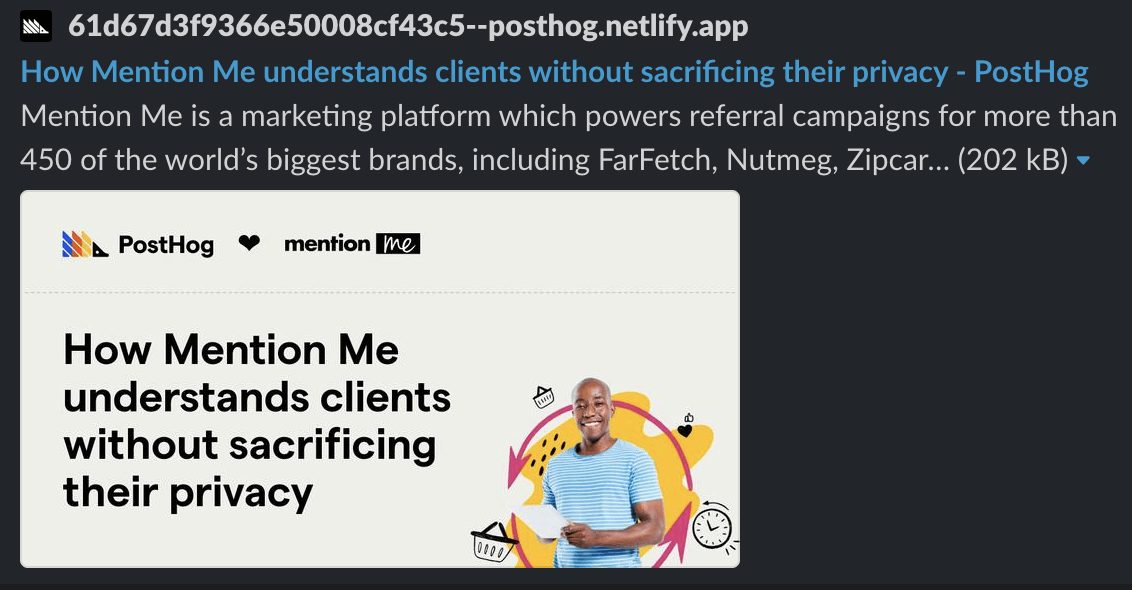 61d67d3f9366e50008cf43c5--posthog.netlify.app
How Mention Me understands clients without sacrificing their privacy - PostHog
Mention Me is a marketing platform which powers referral campaigns for more than
450 of the world’s biggest brands, including FarFetch, Nutmeg, Zipcar... (202 kB)
PostHog mention me
How Mention Me
understands clients
without sacrificing
their privacy